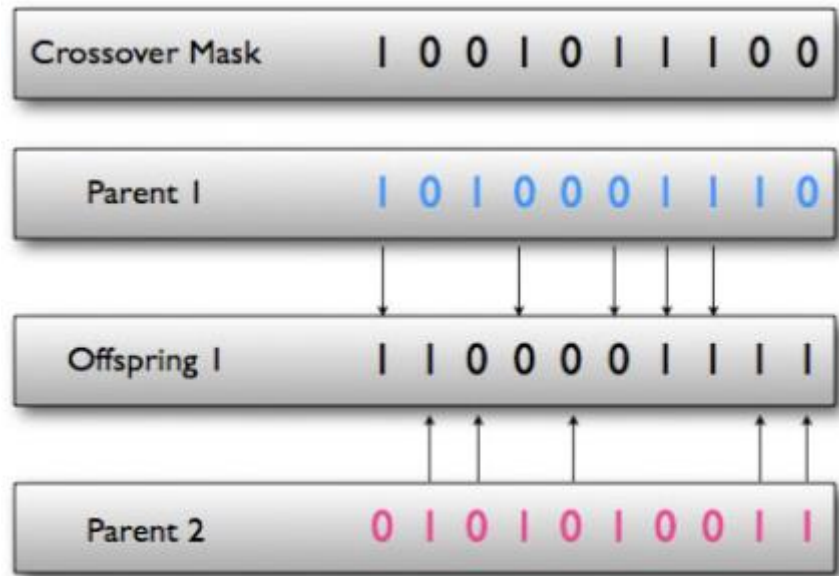 Crossover Mask 1 0 0 1 0 1 1 1 0 0
Parent 1 1 0 1 0 0 0 1 1 1 0
Offspring 1 1 1 0 0 0 0 1 1 1 1
Parent 2 0 1 0 1 0 1 0 0 1 1